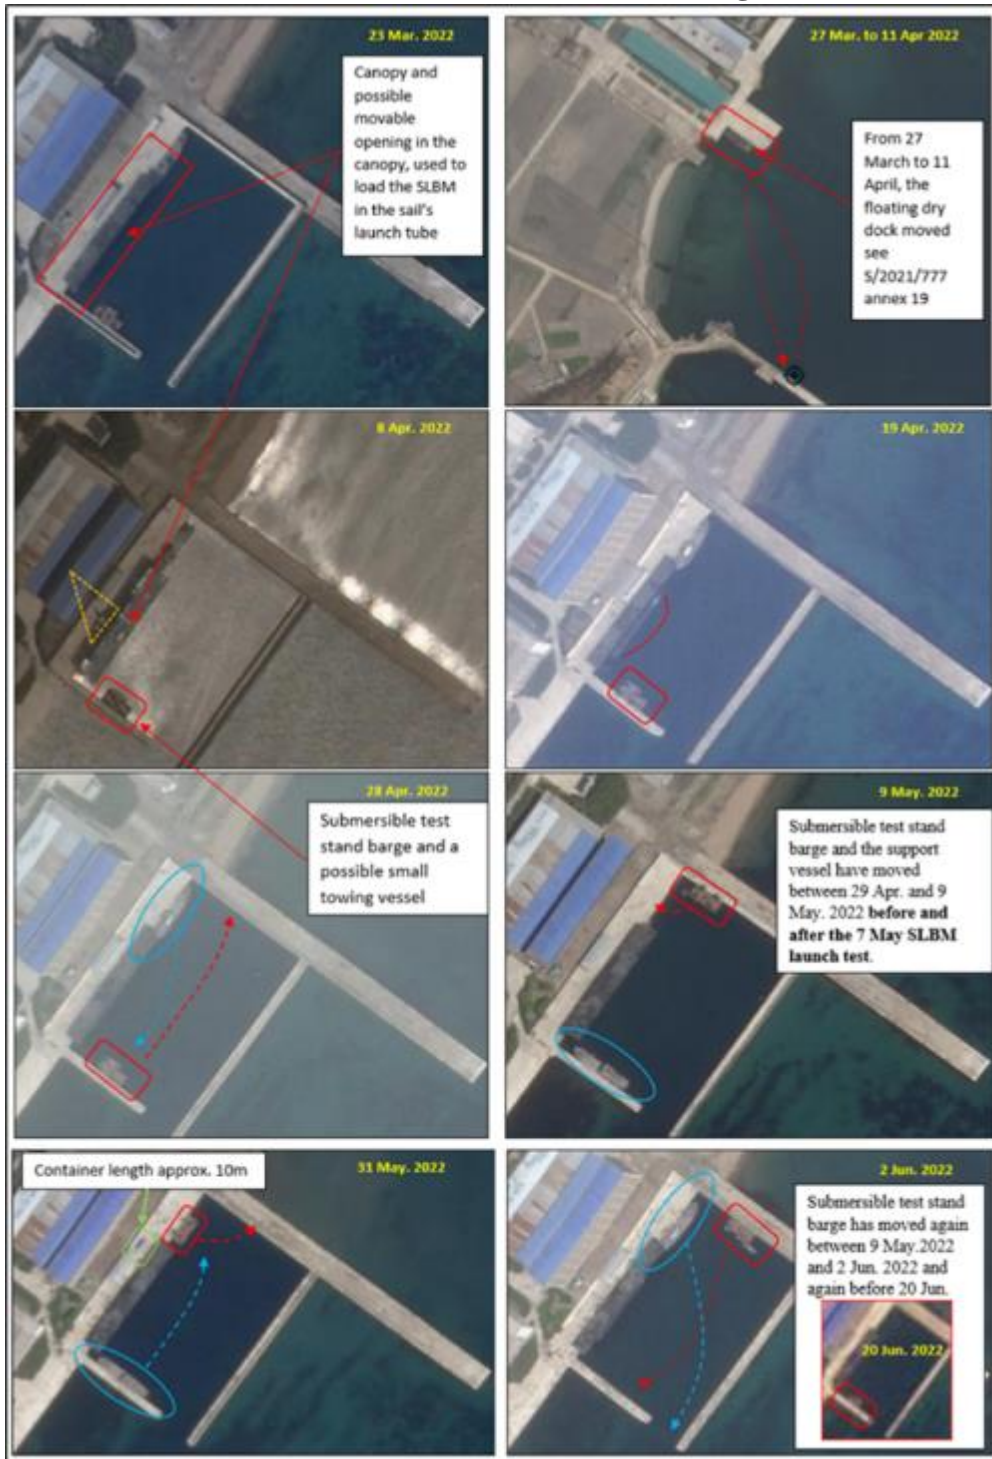 23 Mar. 2022
Canopy and
possible
movable
opening in the
canopy, used to
load the SLBM
in the sail's
launch tube
27 Mar. to 11 Apr 2022
From 27
March to 11
April, the
floating dry
dock moved
see
S/2021/777
annex 19
8 Apr. 2022
19 Apr. 2022
28 Apr. 2022
Submersible test
stand barge and a
possible small
towing vessel
9 May. 2022
Submersible test stand
barge and the support
vessel have moved
between 29 Apr. and 9
May. 2022 before and
after the 7 May SLBM
launch test.
Container length approx. 10m
31 May. 2022
2 Jun. 2022
Submersible test stand
barge has moved again
between 9 May.2022
and 2 Jun. 2022 and
again before 20 Jun.
20 Jun. 2022